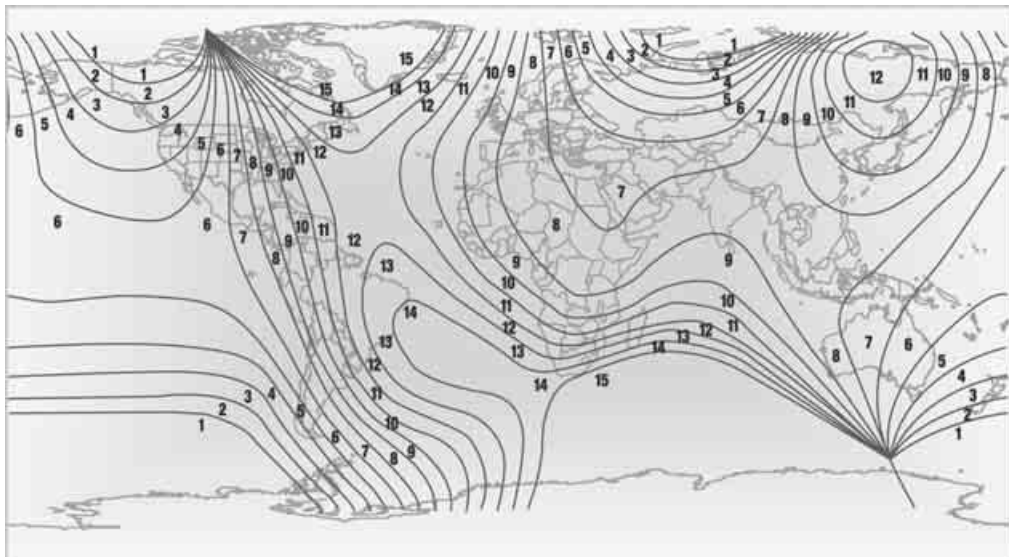 1 15 7 6 5 4 3 2 1 1
2 1 15 14 13 12 11 10 9 8 2 12 11 10 9 8
3 2 3 14 4 3 11
6 5 4 3 4 13 5 6 7 8 9 10
5 6 7 8 9 10 11 12
7
6 6 7 8 9 10 11 12 8
13 9 9
14 10 11 12 13 10 11 12 13 14
13 12 14 15 8 7 6 5
1 2 3 4 5 11 10 4 3 2 1
6 7 8 9